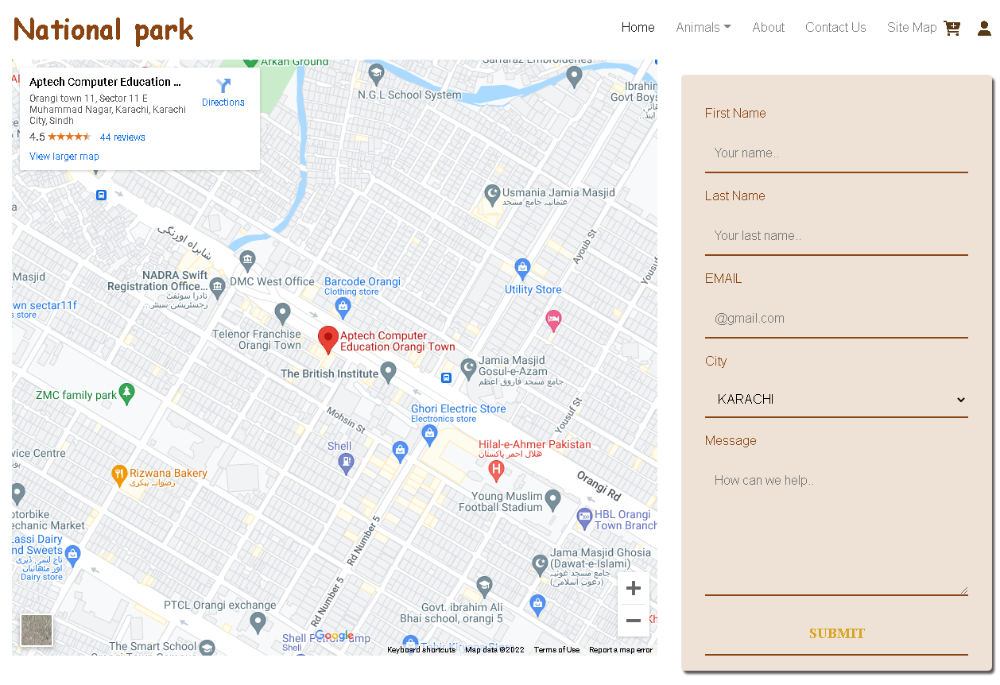 National park
Home
Animals
About
Contact Us
Site Map
Arkan Ground
Aptech Computer Education ...
Orangi town 11, Sector 11 E
Muhammad Nagar, Karachi, Karachi
City, Sindh
4.5
44 reviews
View larger map
Directions
N.G.L School System
Ibrahim
Govt Boys
Usmania Jamia Masjid
عثمانیہ جامع مسجد
شاہراہ اورنگی
Ayoub St
NADRA Swift
Registration Office...
نادرا سوئفٹ
رجسٹریشن سینٹر...
DMC West Office
Barcode Orangi
Clothing store
Utility Store
Masjid
wn sectar11f
s store
Telenor Franchise
Orangi Town
Aptech Computer
Education Orangi Town
The British Institute
Jamia Masjid
Gosul-e-Azam
جامع مسجد فاروق اعظم
ZMC family park
Mohsin St
Ghori Electric Store
Electronics store
Yousuf St
Shell
Hilal-e-Ahmer Pakistan
هلال احمر پاکستان
vice Centre
Rizwana Bakery
رضوانہ بیکری
Orangi Rd
Young Muslim
Football Stadium
HBL Orangi
Town Branch
otorbike
echanic Market
Lassi Dairy
nd Sweets
تاج لسی ڈیری
اور مٹھائیاں
Dairy store
Rd Number 5
Rd Number 5
Jama Masjid Ghosia
(Dawat-e-Islami)
جامع مسجد غوثیہ
(دعوت اسلامی)
PTCL Orangi exchange
Govt. ibrahim Ali
Bhai school, orangi 5
The Smart School
Shell Petrol Pump
Shell
Google
Keyboard shortcuts
Map data ©2022
Terms of Use
Report a map error
First Name
Your name..
Last Name
Your last name..
EMAIL
@gmail.com
City
KARACHI
Message
How can we help..
SUBMIT